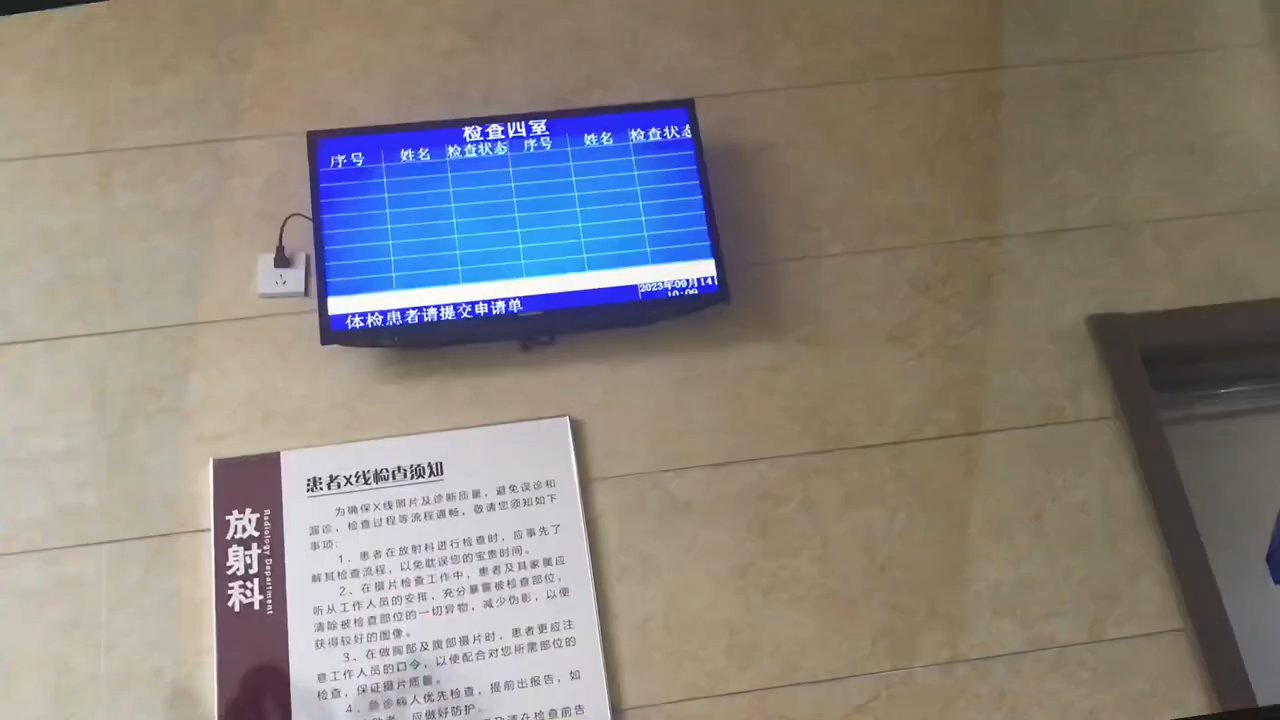 检查四室
序号 姓名 检查状态 序号 姓名 检查状态
2023年09月14
10:09
体检患者请提交申请单
放射科
Radiology Department
患者X线检查须知
为确保X线照片及诊断质量，避免误诊和
漏诊，检查过程等流程通畅，敬请您须知如下
事项：
1、患者在放射科进行检查时，应事先了
解其检查流程，以免耽误您的宝贵时间。
2、在摄片检查工作中，患者及其家属应
听从工作人员的安排，充分暴露被检查部位，
清除被检查部位的一切异物，减少伪影，以便
获得较好的图像。
3、在做胸部及腹部摄片时，患者更应注
意工作人员的口令，以便配合对您所需部位的
检查，保证摄片质量。
4、急诊病人优先检查，提前出报告，如
应做好防护。
在检查前告